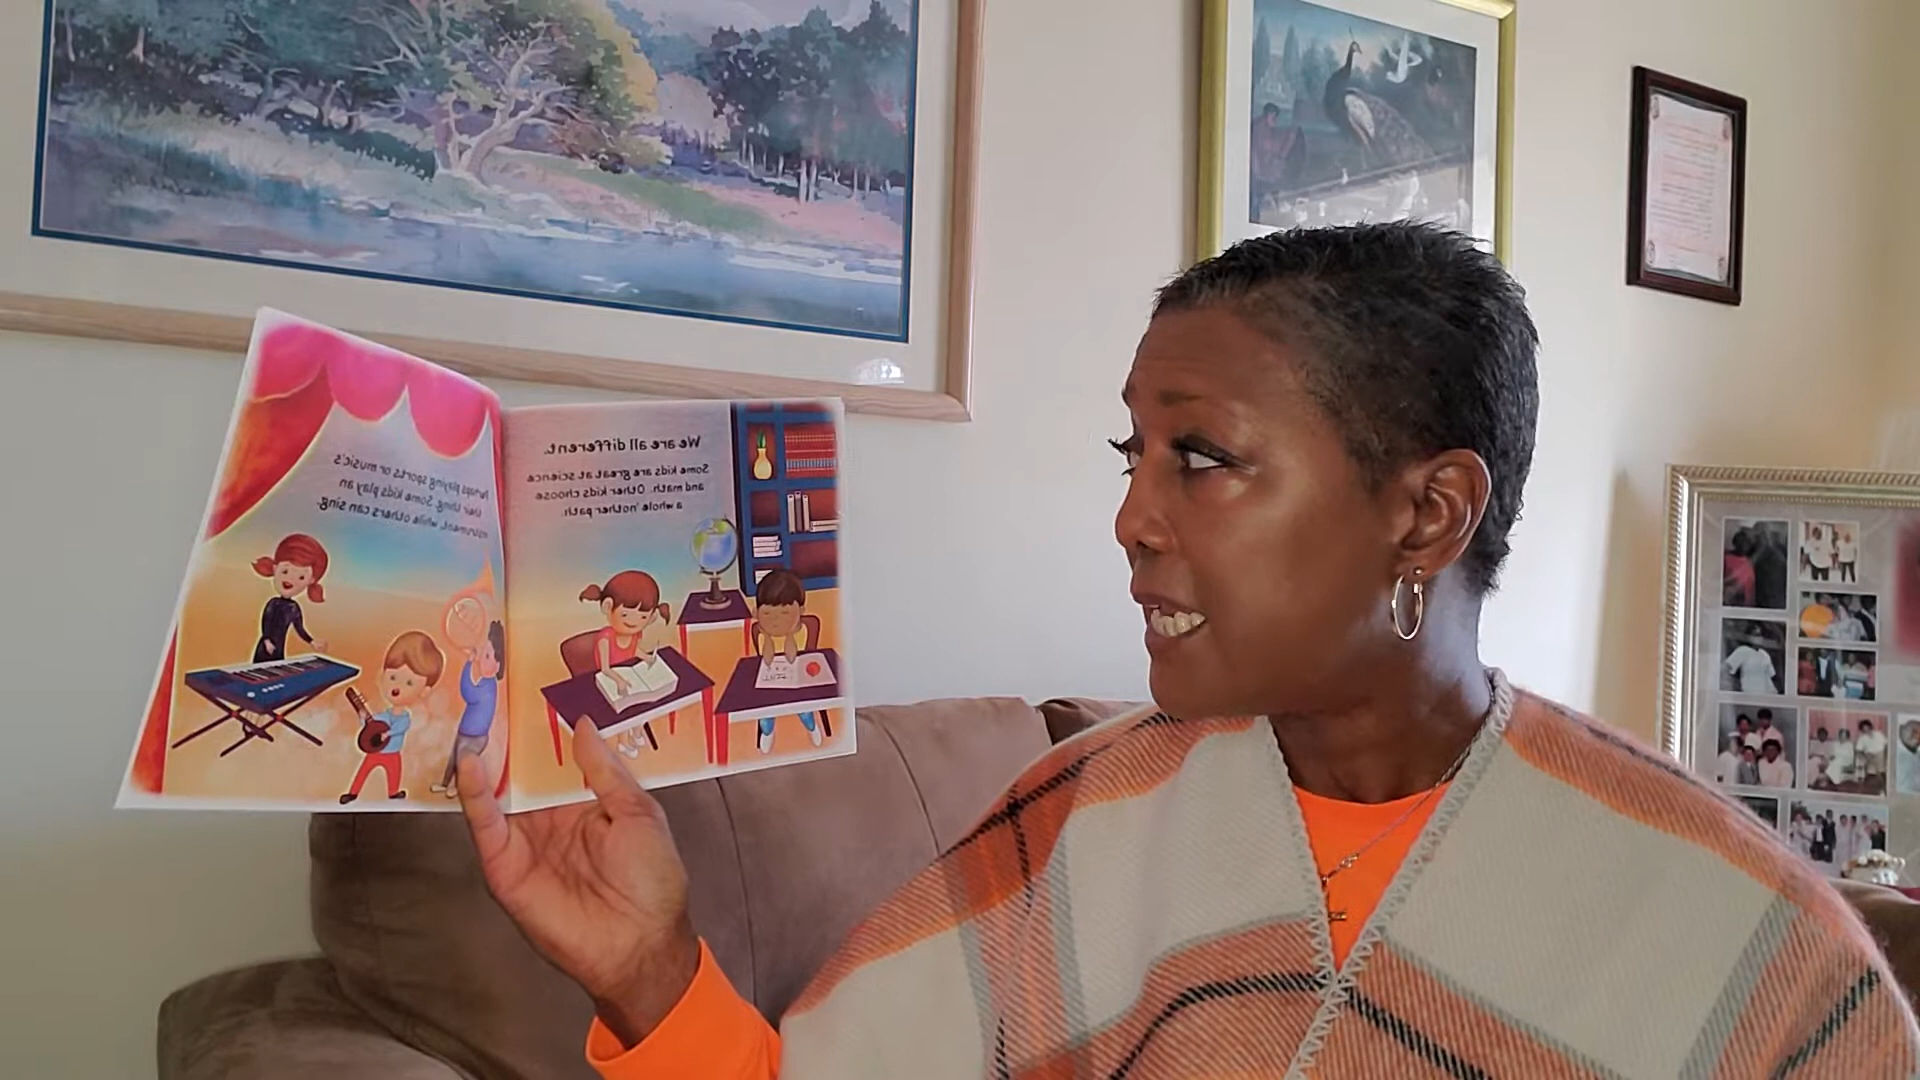 We are all different.
Some kids are great at science
and math. Other kids choose
a whole 'nother path.
Perhaps playing sports or music's
their thing. Some kids play an
instrument, while others can sing.